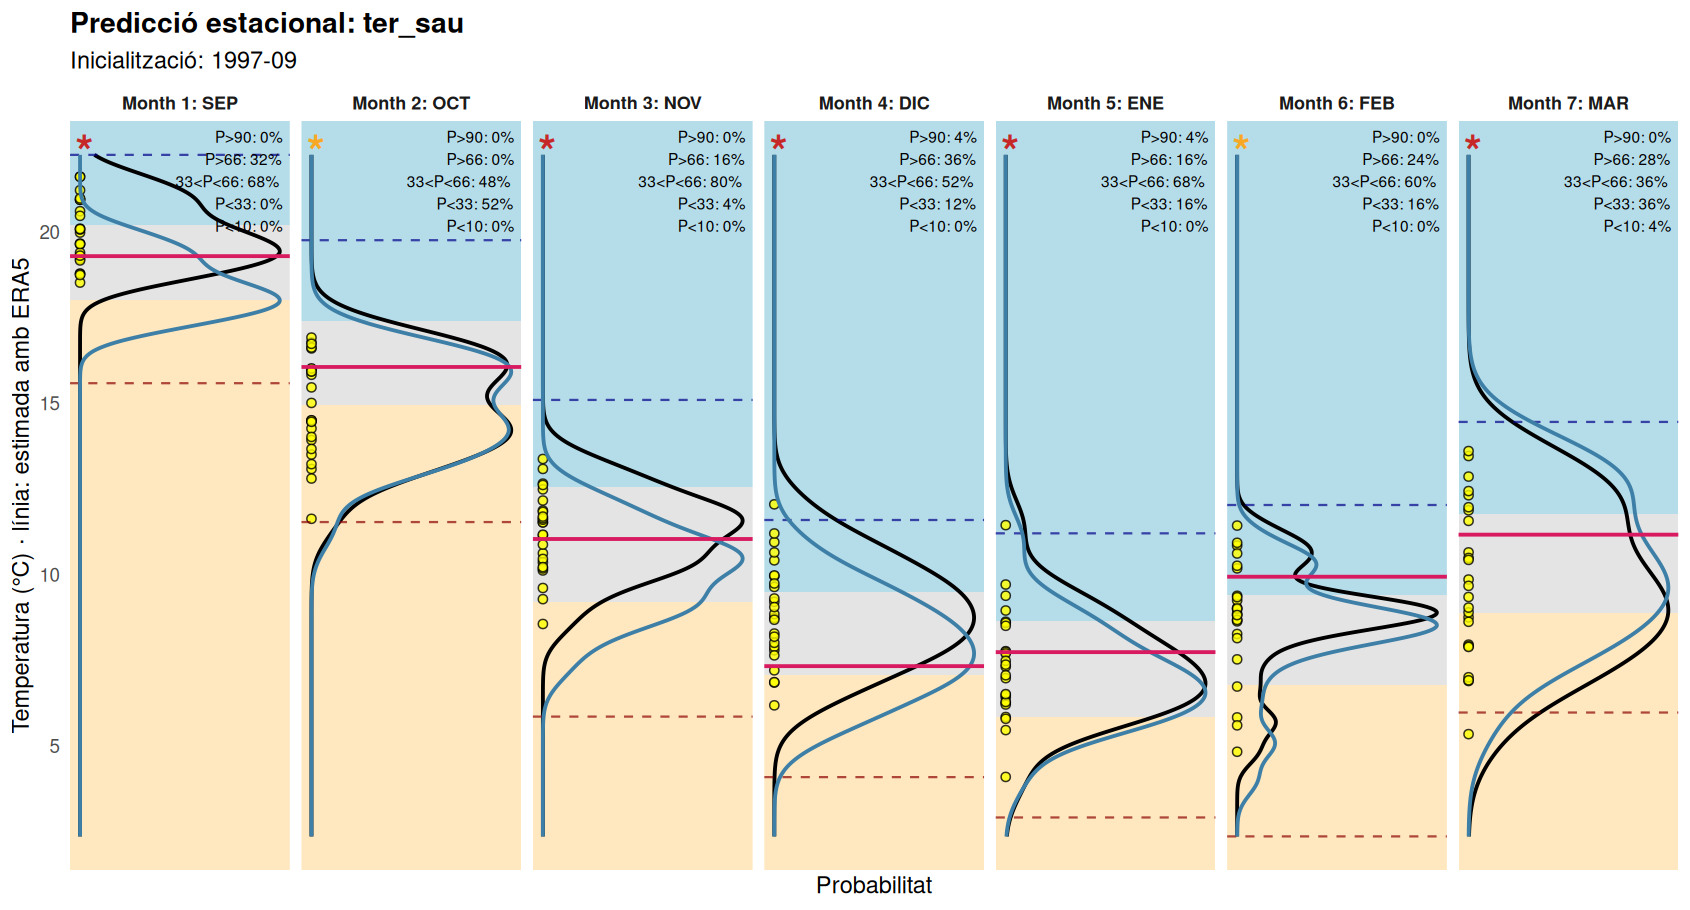 Predicció estacional: ter_sau
Inicialització: 1997-09
Month 1: SEP
Month 2: OCT
Month 3: NOV
Month 4: DIC
Month 5: ENE
Month 6: FEB
Month 7: MAR
P>90: 0%
P>66: 32%
33<P<66: 68%
P<33: 0%
P<10: 0%
P>90: 0%
P>66: 0%
33<P<66: 48%
P<33: 52%
P<10: 0%
P>90: 0%
P>66: 16%
33<P<66: 80%
P<33: 4%
P<10: 0%
P>90: 4%
P>66: 36%
33<P<66: 52%
P<33: 12%
P<10: 0%
P>90: 4%
P>66: 16%
33<P<66: 68%
P<33: 16%
P<10: 0%
P>90: 0%
P>66: 24%
33<P<66: 60%
P<33: 16%
P<10: 0%
P>90: 0%
P>66: 28%
33<P<66: 36%
P<33: 36%
P<10: 4%
20
15
10
5
Temperatura (°C) · línia: estimada amb ERA5
Probabilitat